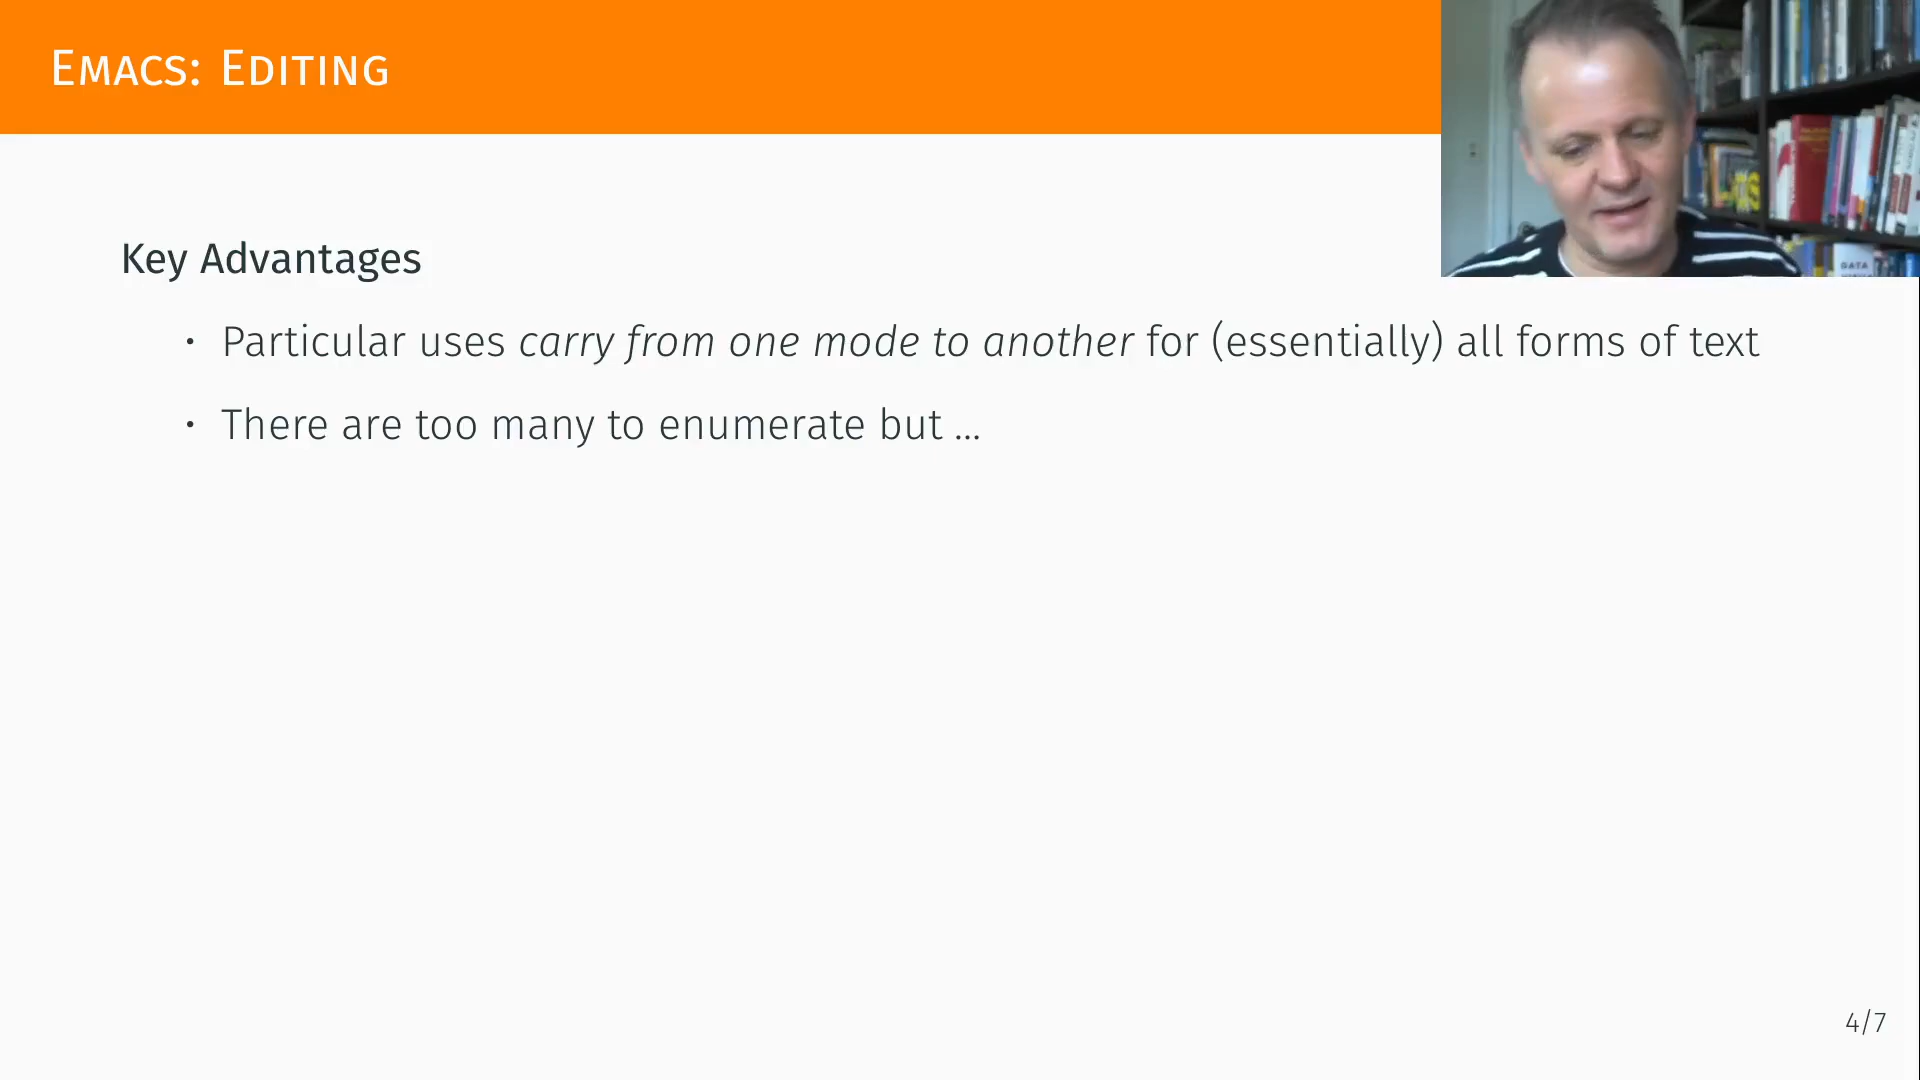 EMACS: EDITING
Key Advantages
• Particular uses carry from one mode to another for (essentially) all forms of text
• There are too many to enumerate but ...
DATA
4/7